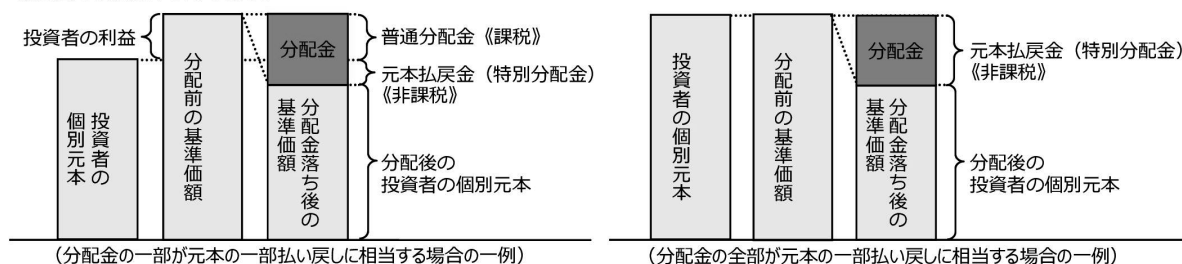 投資者の利益
投資者の
個別元本
分配前の基準価額
分配金
分配金落ち後の
基準価額
普通分配金《課税》
元本払戻金（特別分配金）
《非課税》
分配後の
投資者の個別元本
（分配金の一部が元本の一部払い戻しに相当する場合の一例）
投資者の個別元本
分配前の基準価額
分配金
分配金落ち後の
基準価額
元本払戻金（特別分配金）
《非課税》
分配後の
投資者の個別元本
（分配金の全部が元本の一部払い戻しに相当する場合の一例）